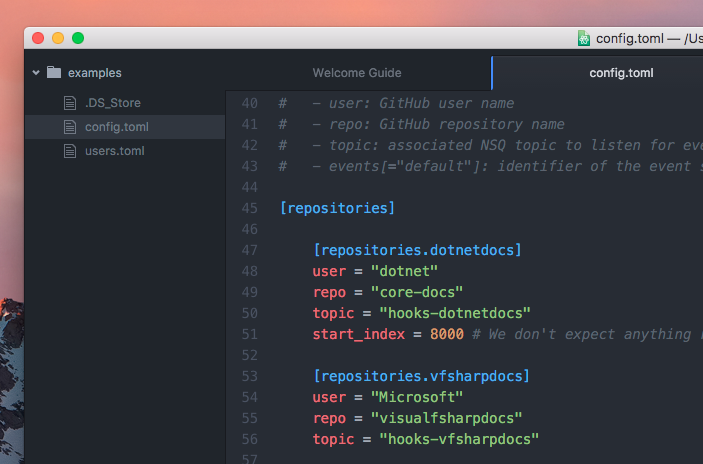 config.toml — /Us
examples
Welcome Guide
config.toml
.DS_Store
config.toml
users.toml
40 #   - user: GitHub user name
41 #   - repo: GitHub repository name
42 #   - topic: associated NSQ topic to listen for eve
43 #   - events[="default"]: identifier of the event s
44
45 [repositories]
46
47     [repositories.dotnetdocs]
48     user = "dotnet"
49     repo = "core-docs"
50     topic = "hooks-dotnetdocs"
51     start_index = 8000 # We don't expect anything
52
53     [repositories.vfsharpdocs]
54     user = "Microsoft"
55     repo = "visualfsharpdocs"
56     topic = "hooks-vfsharpdocs"
57